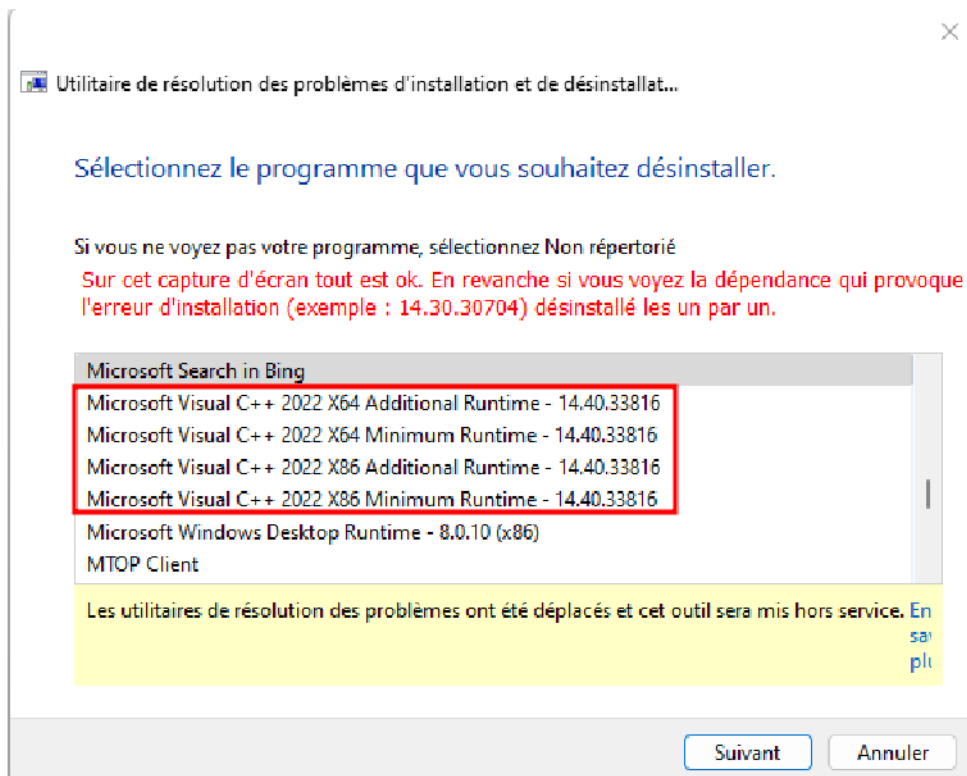 Utilitaire de résolution des problèmes d'installation et de désinstallat...
Sélectionnez le programme que vous souhaitez désinstaller.
Si vous ne voyez pas votre programme, sélectionnez Non répertorié
Sur cet capture d'écran tout est ok. En revanche si vous voyez la dépendance qui provoque
l'erreur d'installation (exemple : 14.30.30704) désinstallé les un par un.
Microsoft Search in Bing
Microsoft Visual C++ 2022 X64 Additional Runtime - 14.40.33816
Microsoft Visual C++ 2022 X64 Minimum Runtime - 14.40.33816
Microsoft Visual C++ 2022 X86 Additional Runtime - 14.40.33816
Microsoft Visual C++ 2022 X86 Minimum Runtime - 14.40.33816
Microsoft Windows Desktop Runtime - 8.0.10 (x86)
MTOP Client
Les utilitaires de résolution des problèmes ont été déplacés et cet outil sera mis hors service. En
Suivant
Annuler